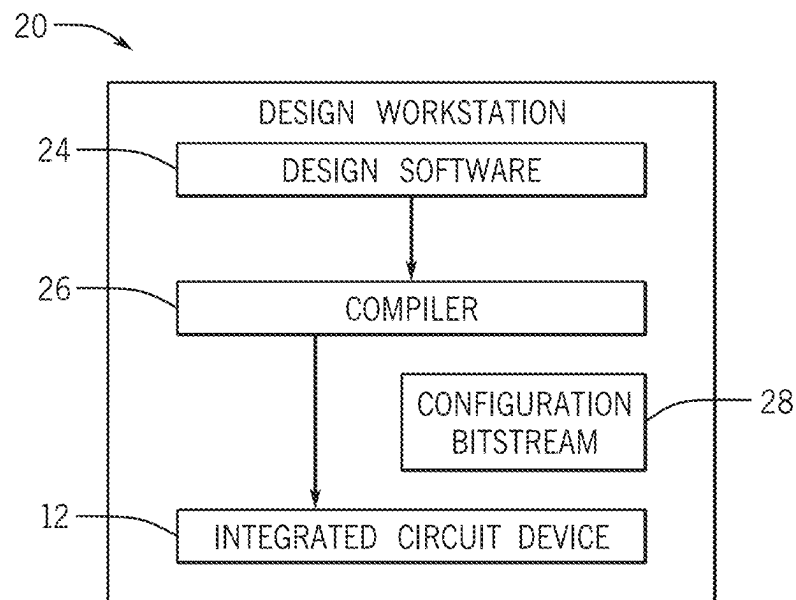 20
DESIGN WORKSTATION
24
DESIGN SOFTWARE
26
COMPILER
CONFIGURATION
BITSTREAM
28
12
INTEGRATED CIRCUIT DEVICE